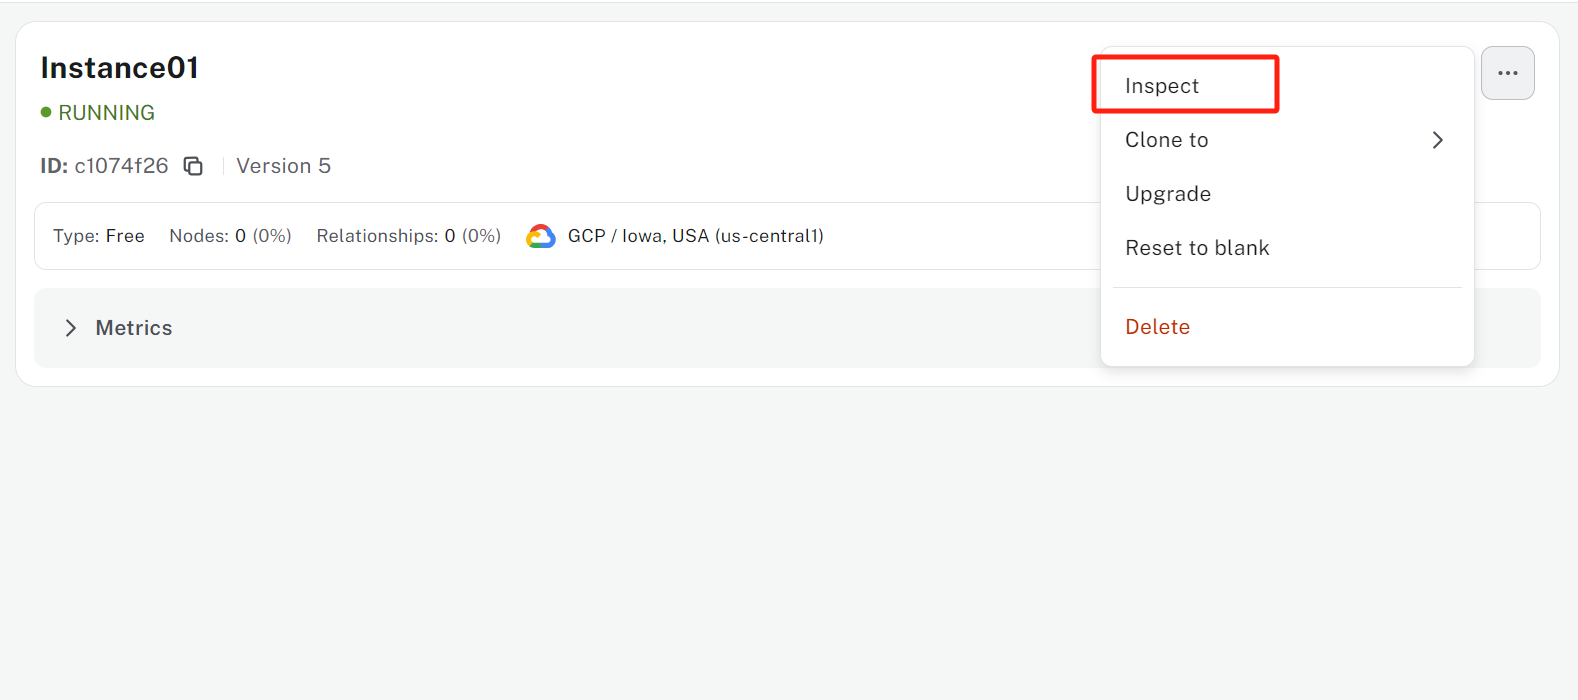 Instance01
RUNNING
ID: c1074f26 Version 5
Type: Free Nodes: 0 (0%) Relationships: 0 (0%) GCP / Iowa, USA (us-central1)
Metrics
Inspect
Clone to
Upgrade
Reset to blank
Delete